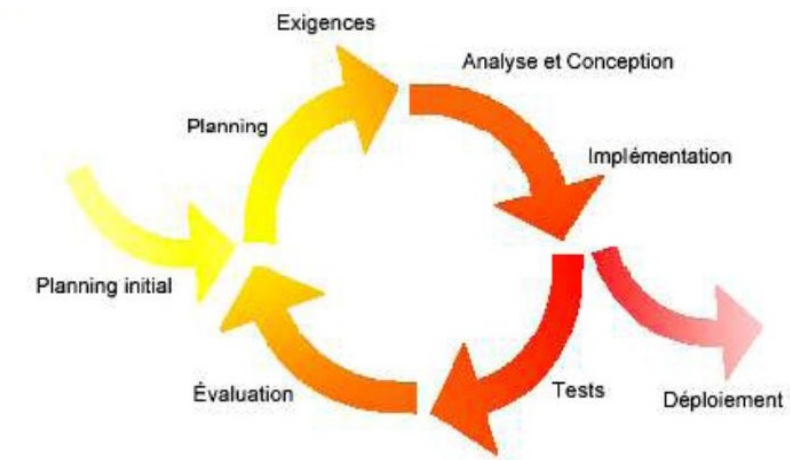 Exigences
Analyse et Conception
Planning
Implémentation
Planning initial
Évaluation
Tests
Déploiement